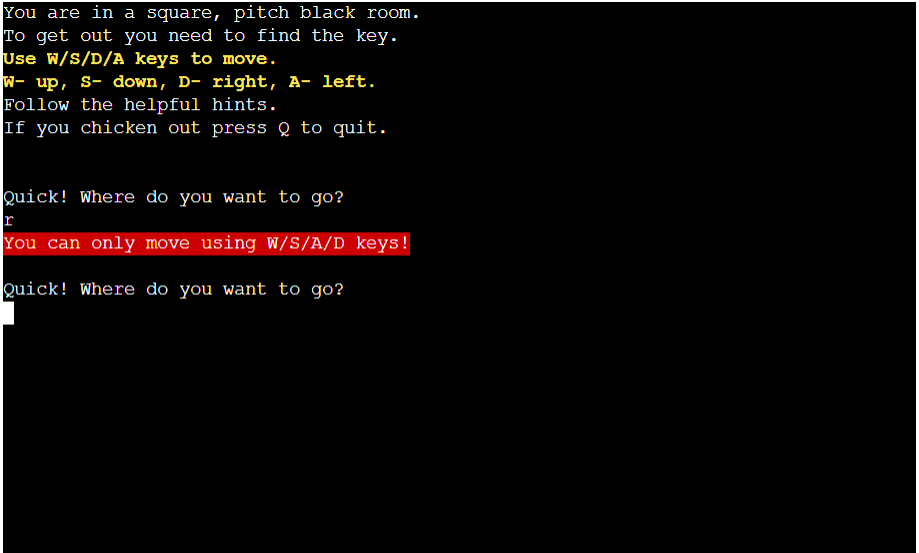 You are in a square, pitch black room.
To get out you need to find the key.
Use W/S/D/A keys to move.
W- up, S- down, D- right, A- left.
Follow the helpful hints.
If you chicken out press Q to quit.
Quick! Where do you want to go?
r
You can only move using W/S/A/D keys!
Quick! Where do you want to go?